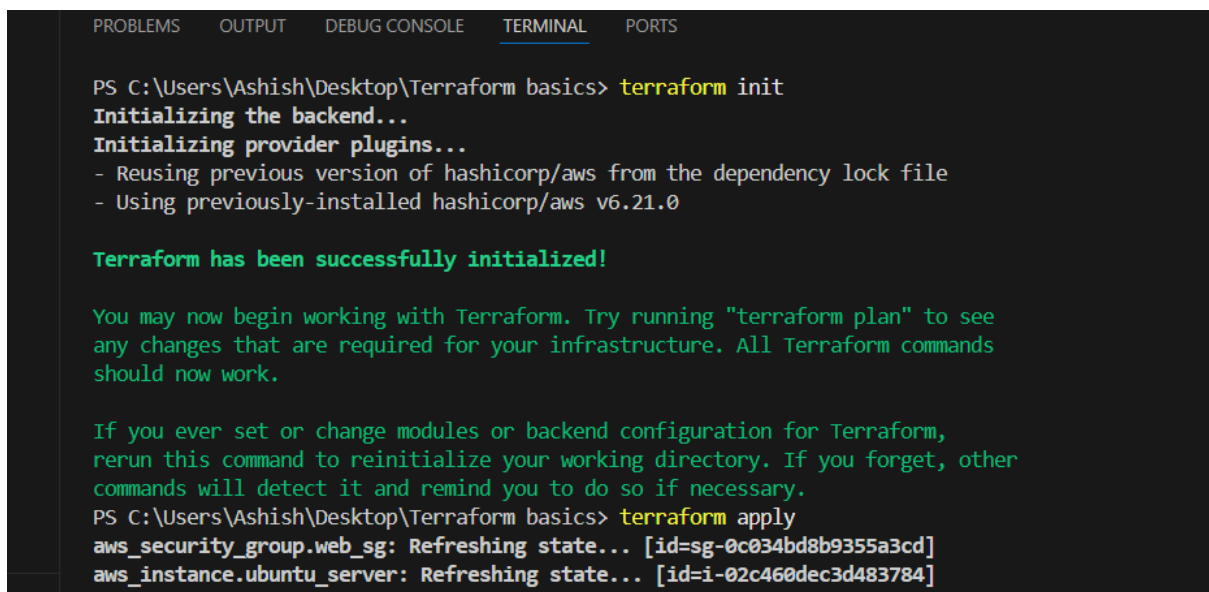 PROBLEMS OUTPUT DEBUG CONSOLE TERMINAL PORTS
PS C:\Users\Ashish\Desktop\Terraform basics> terraform init
Initializing the backend...
Initializing provider plugins...
- Reusing previous version of hashicorp/aws from the dependency lock file
- Using previously-installed hashicorp/aws v6.21.0
Terraform has been successfully initialized!
You may now begin working with Terraform. Try running "terraform plan" to see
any changes that are required for your infrastructure. All Terraform commands
should now work.
If you ever set or change modules or backend configuration for Terraform,
rerun this command to reinitialize your working directory. If you forget, other
commands will detect it and remind you to do so if necessary.
PS C:\Users\Ashish\Desktop\Terraform basics> terraform apply
aws_security_group.web_sg: Refreshing state... [id=sg-0c034bd8b9355a3cd]
aws_instance.ubuntu_server: Refreshing state... [id=i-02c460dec3d483784]